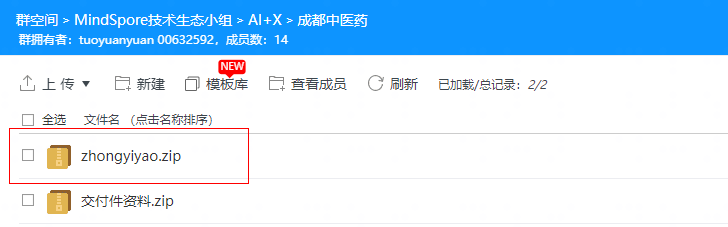 群空间 > MindSpore技术生态小组 > AI+X > 成都中医药
群拥有者：tuoyuanyuan 00632592，成员数：14
NEW
上 传 ▼ 新建 模板库 查看成员 刷新 已加载/总记录：2/2
全选 文件名 （点击名称排序）
zhongyiyao.zip
交付件资料.zip